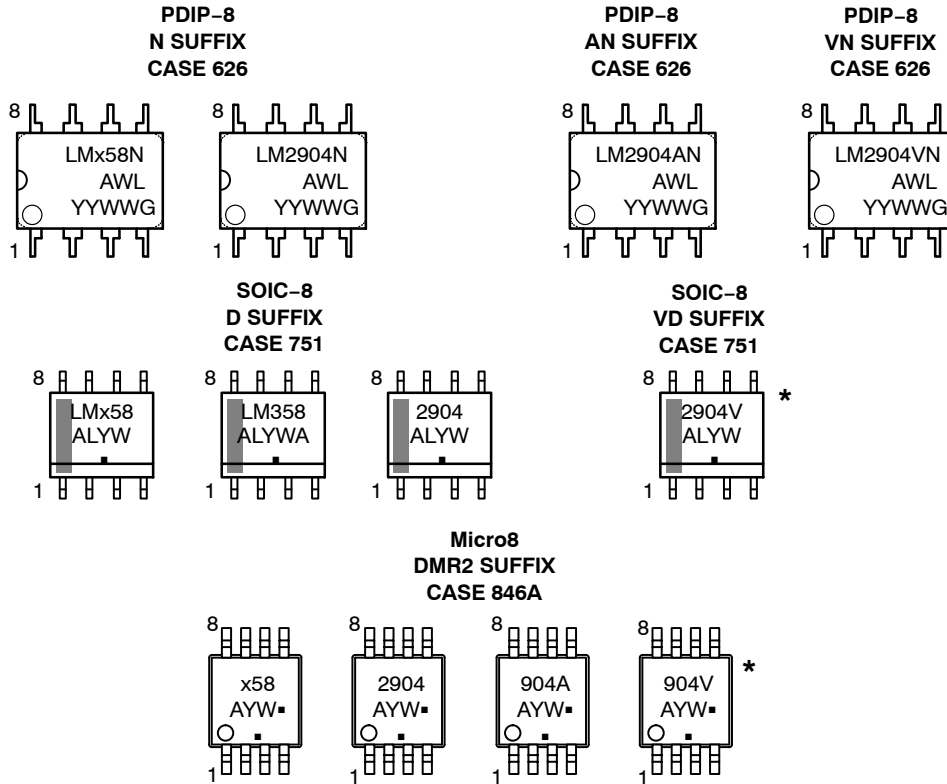 PDIP−8
N SUFFIX
CASE 626
PDIP−8
AN SUFFIX
CASE 626
PDIP−8
VN SUFFIX
CASE 626
8
LMx58N
AWL
YYWWG
1
LM2904N
AWL
YYWWG
8
LM2904AN
AWL
YYWWG
1
8
LM2904VN
AWL
YYWWG
1
SOIC−8
D SUFFIX
CASE 751
SOIC−8
VD SUFFIX
CASE 751
8
LMx58
ALYW
1
8
LM358
ALYWA
1
8
2904
ALYW
1
8
2904V
ALYW
1
*
Micro8
DMR2 SUFFIX
CASE 846A
8
x58
AYW
1
8
2904
AYW
1
8
904A
AYW
1
8
904V
AYW
1
*